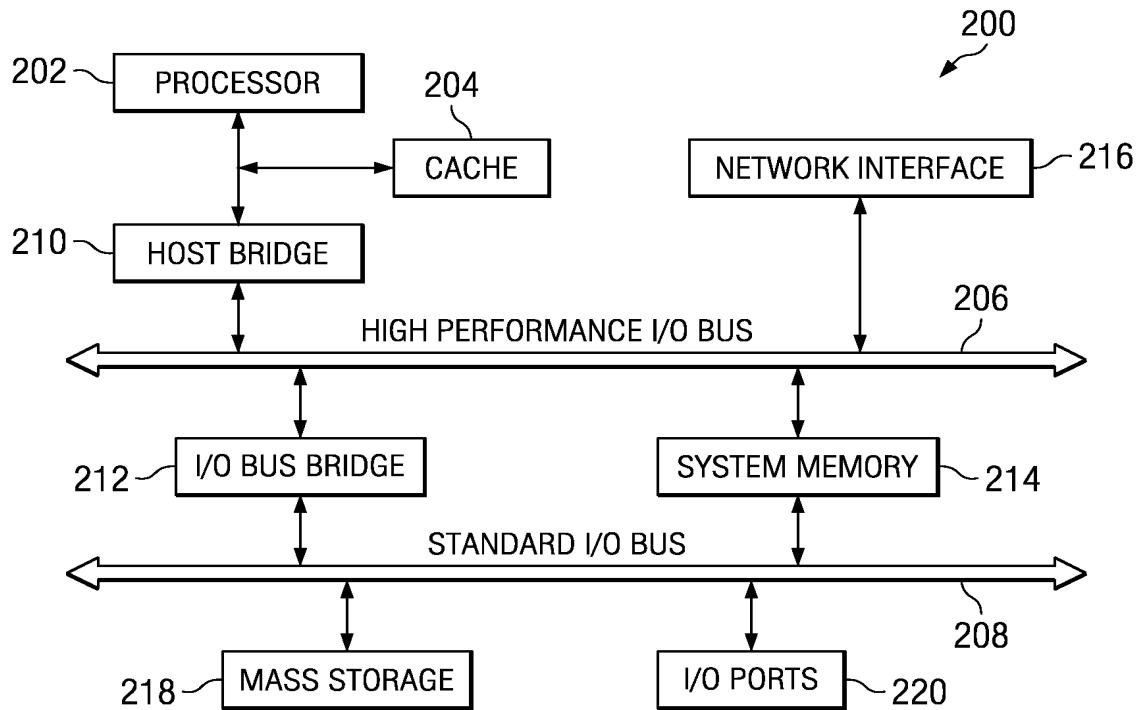 200
202
PROCESSOR
204
CACHE
NETWORK INTERFACE
216
210
HOST BRIDGE
206
HIGH PERFORMANCE I/O BUS
212
I/O BUS BRIDGE
SYSTEM MEMORY
214
STANDARD I/O BUS
208
218
MASS STORAGE
I/O PORTS
220